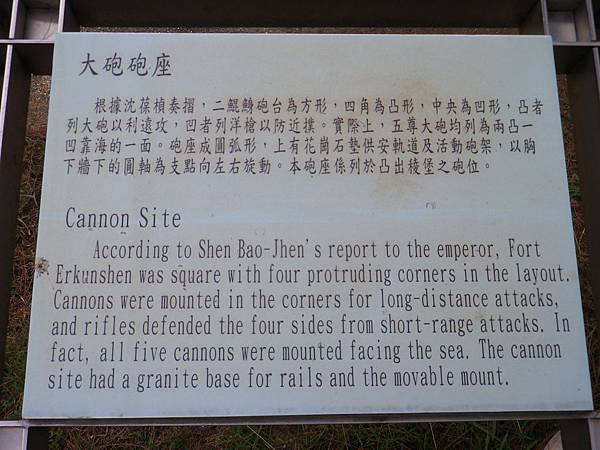 大砲砲座
根據沈葆楨奏摺，二鯤鯓砲台為方形，四角為凸形，中央為凹形，凸者
列大砲以利遠攻，凹者列洋槍以防近撲。實際上，五尊大砲均列為兩凸一
凹靠海的一面。砲座成圓弧形，上有花崗石墊供安軌道及活動砲架，以胸
下牆下的圓軸為支點向左右旋動。本砲座係列於凸出稜堡之砲位。
Cannon Site
According to Shen Bao-Jhen's report to the emperor, Fort
Erkunshen was square with four protruding corners in the layout.
Cannons were mounted in the corners for long-distance attacks,
and rifles defended the four sides from short-range attacks. In
fact, all five cannons were mounted facing the sea. The cannon
site had a granite base for rails and the movable mount.